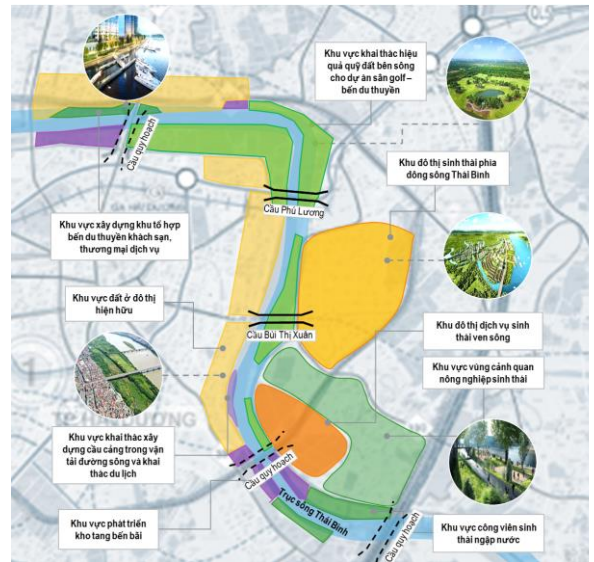 Khu vực khai thác hiệu
quả quỹ đất bên sông
cho dự án sân golf –
bến du thuyền
Cầu quy hoạch
Khu đô thị sinh thái phía
đông sông Thái Bình
Cầu Phú Lương
Khu vực xây dựng khu tổ hợp
bến du thuyền khách sạn,
thương mại dịch vụ
Khu vực đất ở đô thị
hiện hữu
Khu đô thị dịch vụ sinh
thái ven sông
Cầu Bùi Thị Xuân
Khu vực vùng cảnh quan
nông nghiệp sinh thái
Khu vực khai thác xây
dựng cầu cảng trong vận
tải đường sông và khai
thác du lịch
Cầu quy hoạch
Trục sông Thái Bình
Khu vực phát triển
kho tang bến bãi
Khu vực công viên sinh
thái ngập nước
Cầu quy hoạch